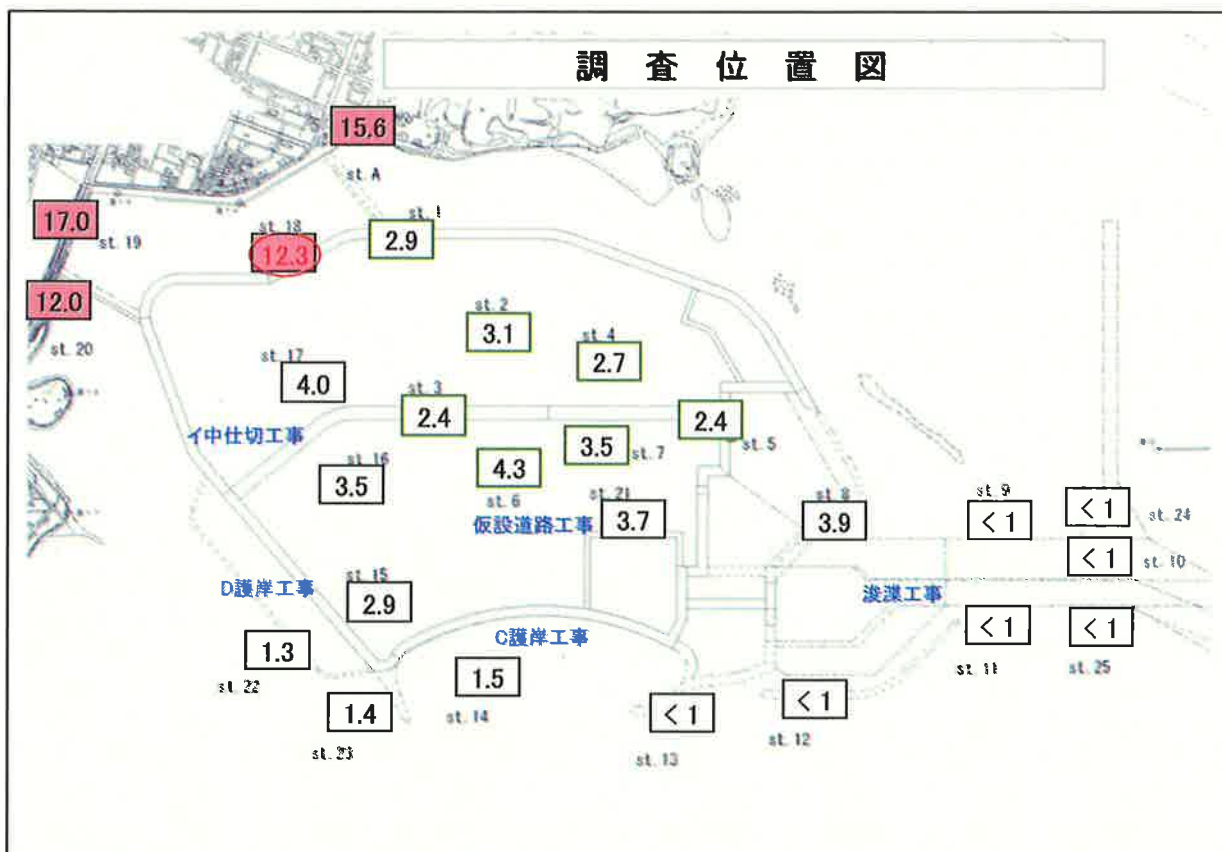 調査位置図
15.6
st. A
17.0
st. 19
st. 18
12.3
st. 1
2.9
12.0
st. 20
st. 2
3.1
st. 4
2.7
st. 17
4.0
st. 3
2.4
2.4
st. 5
イ中仕切工事
3.5
st. 7
st. 16
3.5
4.3
st. 6
st. 21
3.7
仮設道路工事
st. 8
3.9
st. 9
<1
<1
st. 24
<1
st. 10
D護岸工事
st. 15
2.9
浚渫工事
C護岸工事
<1
st. 11
<1
st. 25
1.3
st. 22
1.5
st. 14
1.4
st. 23
<1
st. 13
<1
st. 12